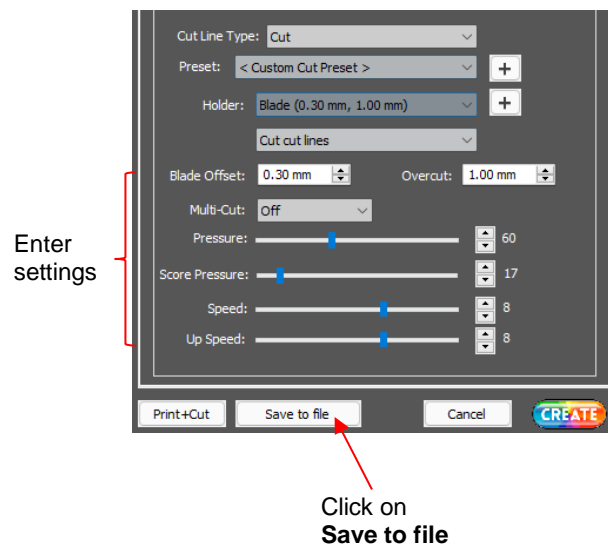 Cut Line Type: Cut
Preset: < Custom Cut Preset > +
Holder: Blade (0.30 mm, 1.00 mm) +
Cut cut lines
Blade Offset: 0.30 mm Overcut: 1.00 mm
Multi-Cut: Off
Pressure: 60
Score Pressure: 17
Speed: 8
Up Speed: 8
Enter
settings
Print+Cut Save to file Cancel CREATE
Click on
Save to file